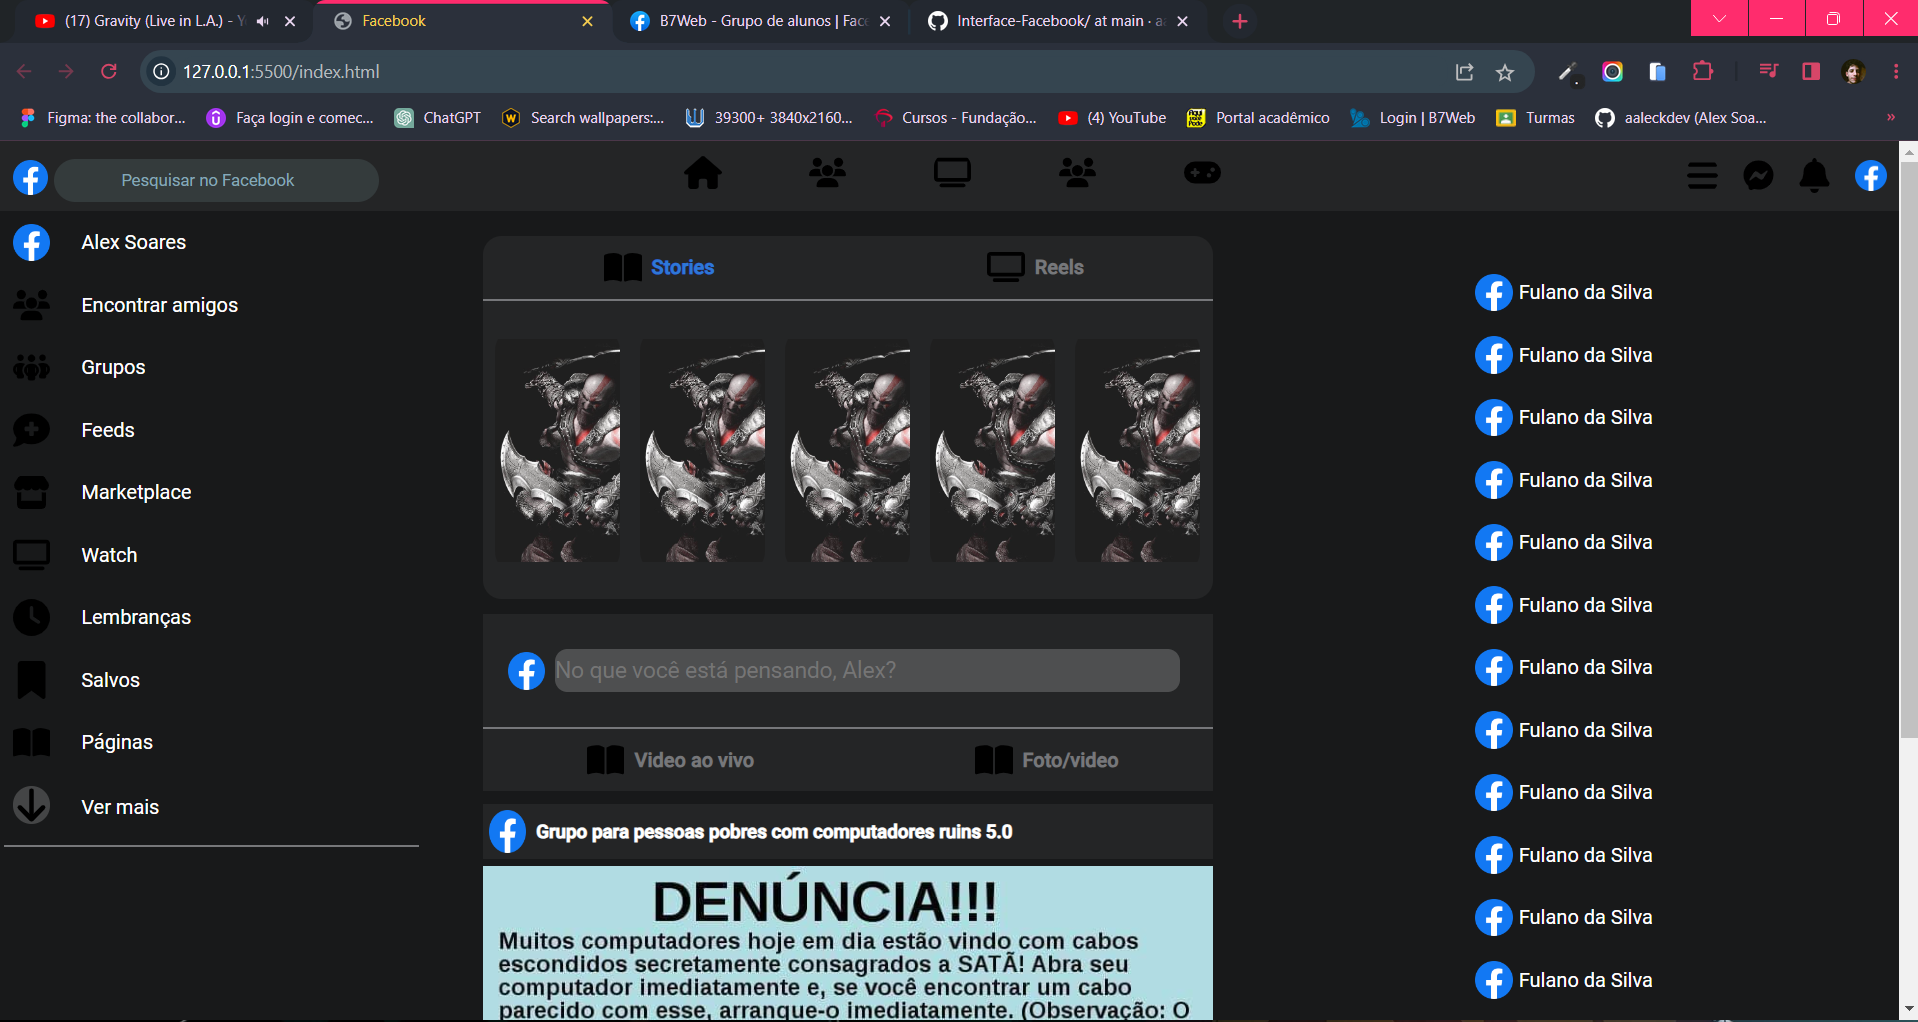 (17) Gravity (Live in L.A.) - Y
Facebook
B7Web - Grupo de alunos | Fac
Interface-Facebook/ at main · a
127.0.0.1:5500/index.html
Figma: the collabor...
Faça login e comec...
ChatGPT
Search wallpapers:...
39300+ 3840x2160...
Cursos - Fundação...
(4) YouTube
Portal acadêmico
Login | B7Web
Turmas
aaleckdev (Alex Soa...
Pesquisar no Facebook
Alex Soares
Encontrar amigos
Grupos
Feeds
Marketplace
Watch
Lembranças
Salvos
Páginas
Ver mais
Stories
Reels
No que você está pensando, Alex?
Video ao vivo
Foto/video
Grupo para pessoas pobres com computadores ruins 5.0
DENÚNCIA!!!
Muitos computadores hoje em dia estão vindo com cabos
escondidos secretamente consagrados a SATÃ! Abra seu
computador imediatamente e, se você encontrar um cabo
parecido com esse, arranque-o imediatamente. (Observação: O
Fulano da Silva
Fulano da Silva
Fulano da Silva
Fulano da Silva
Fulano da Silva
Fulano da Silva
Fulano da Silva
Fulano da Silva
Fulano da Silva
Fulano da Silva
Fulano da Silva
Fulano da Silva